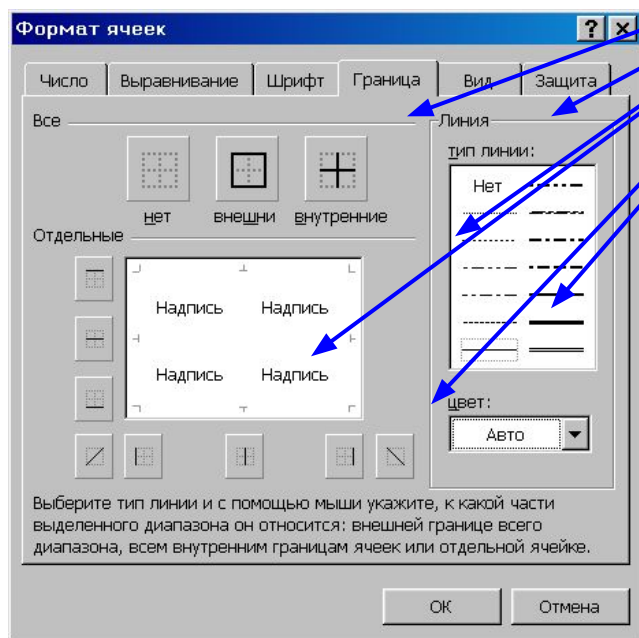 Формат ячеек
Число Выравнивание Шрифт Граница Вид Защита
Все
нет внешни внутренние
Отдельные
Надпись Надпись
Надпись Надпись
Линия
тип линии:
Нет
цвет:
Авто
Выберите тип линии и с помощью мыши укажите, к какой части
выделенного диапазона он относится: внешней границе всего
диапазона, всем внутренним границам ячеек или отдельной ячейке.
ОК Отмена